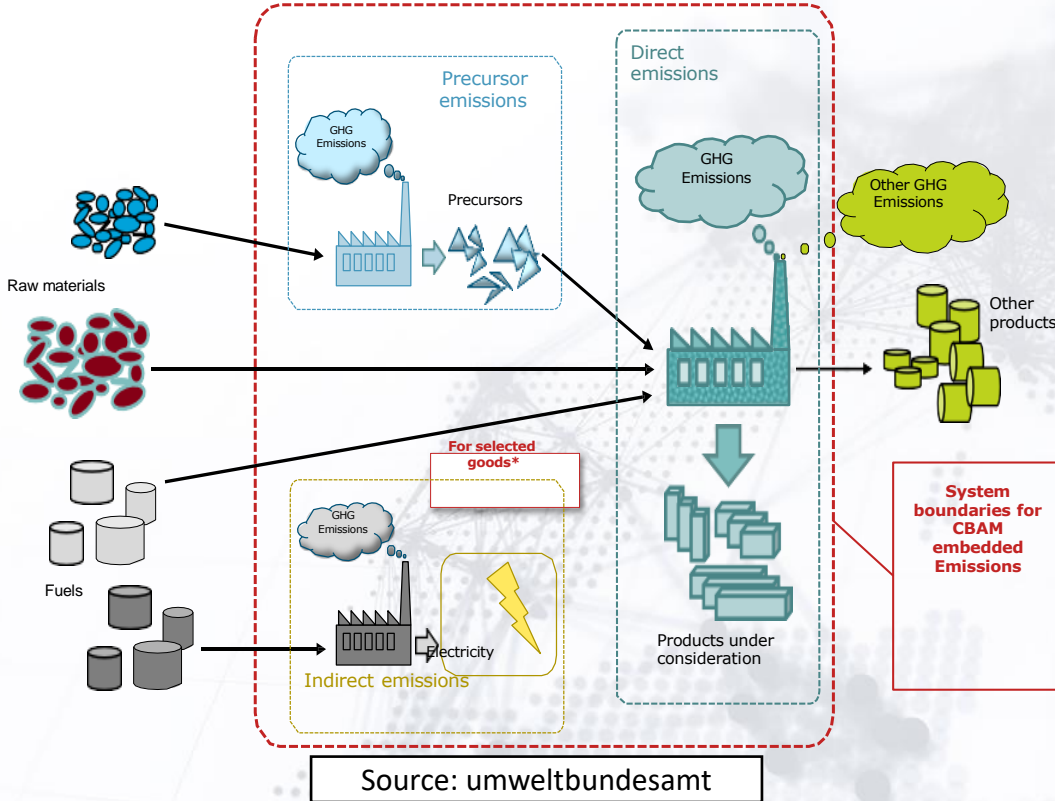 Precursor
emissions
GHG
Emissions
Precursors
Direct
emissions
GHG
Emissions
Other GHG
Emissions
Raw materials
Other
products
For selected
goods*
GHG
Emissions
Fuels
Electricity
Indirect emissions
Products under
consideration
System
boundaries for
CBAM
embedded
Emissions
Source: umweltbundesamt